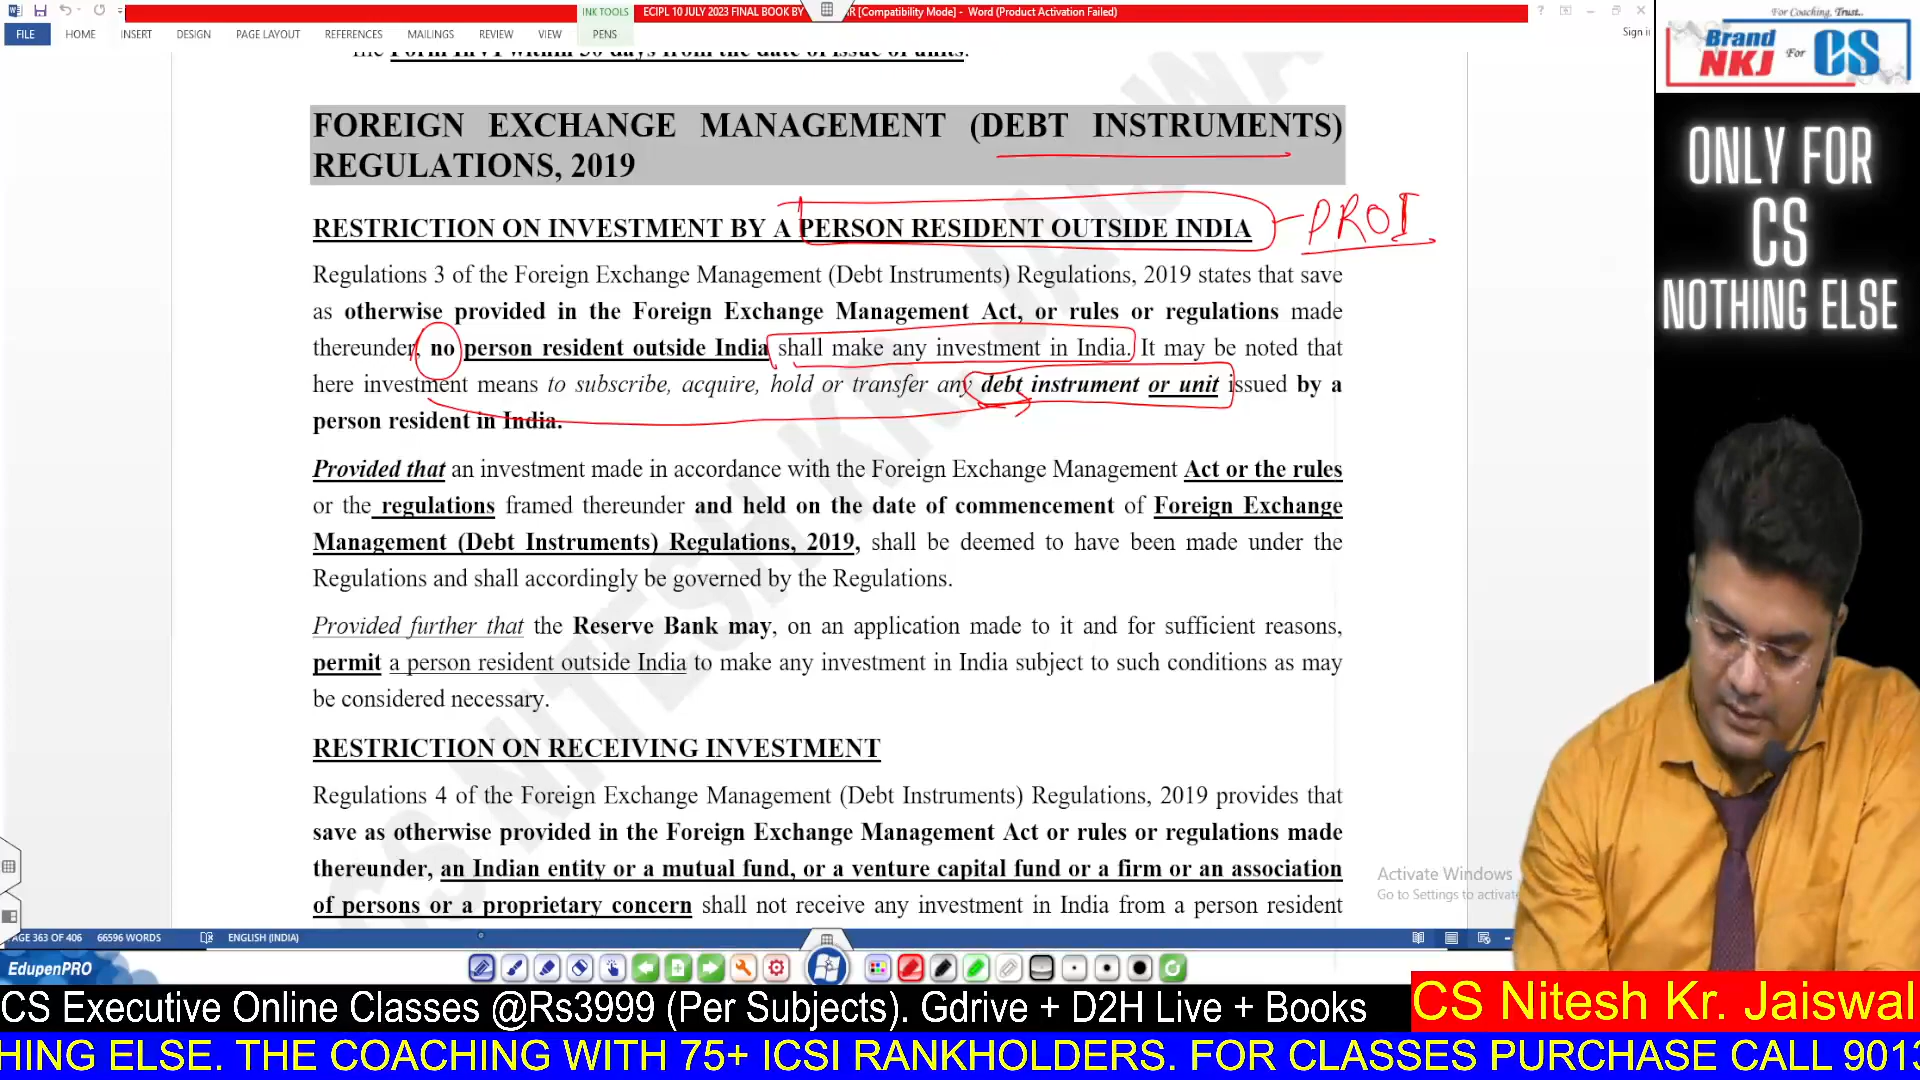 ECIPL 10 JULY 2023 FINAL BOOK BY
[Compatibility Mode] - Word (Product Activation Failed)
INK TOOLS
FILE HOME INSERT DESIGN PAGE LAYOUT REFERENCES MAILINGS REVIEW VIEW PENS
Sign i
For Coaching, Trust..
Brand NKJ For CS
ONLY FOR
CS
NOTHING ELSE
FOREIGN EXCHANGE MANAGEMENT (DEBT INSTRUMENTS)
REGULATIONS, 2019
RESTRICTION ON INVESTMENT BY A PERSON RESIDENT OUTSIDE INDIA
PROI
Regulations 3 of the Foreign Exchange Management (Debt Instruments) Regulations, 2019 states that save
as otherwise provided in the Foreign Exchange Management Act, or rules or regulations made
thereunder, no person resident outside India shall make any investment in India. It may be noted that
here investment means to subscribe, acquire, hold or transfer any debt instrument or unit issued by a
person resident in India.
Provided that an investment made in accordance with the Foreign Exchange Management Act or the rules
or the regulations framed thereunder and held on the date of commencement of Foreign Exchange
Management (Debt Instruments) Regulations, 2019, shall be deemed to have been made under the
Regulations and shall accordingly be governed by the Regulations.
Provided further that the Reserve Bank may, on an application made to it and for sufficient reasons,
permit a person resident outside India to make any investment in India subject to such conditions as may
be considered necessary.
RESTRICTION ON RECEIVING INVESTMENT
Regulations 4 of the Foreign Exchange Management (Debt Instruments) Regulations, 2019 provides that
save as otherwise provided in the Foreign Exchange Management Act or rules or regulations made
thereunder, an Indian entity or a mutual fund, or a venture capital fund or a firm or an association
of persons or a proprietary concern shall not receive any investment in India from a person resident
CS NITESH KR. JAISWA
Activate Windows
Go to Settings to activate
PAGE 363 OF 406 66596 WORDS ENGLISH (INDIA)
EdupenPRO
CS Executive Online Classes @Rs3999 (Per Subjects). Gdrive + D2H Live + Books
CS Nitesh Kr. Jaiswal
HING ELSE. THE COACHING WITH 75+ ICSI RANKHOLDERS. FOR CLASSES PURCHASE CALL 9013